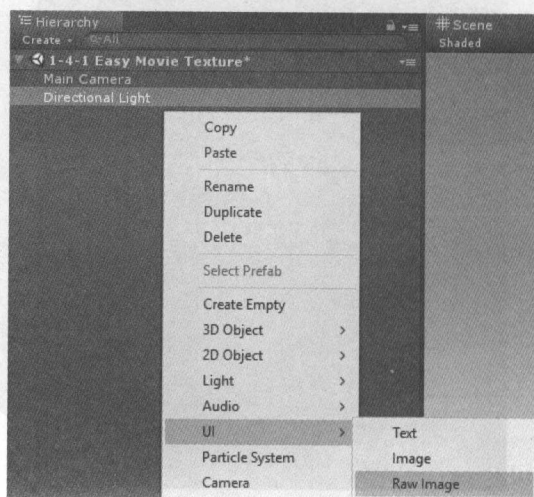 Hierarchy
Create
All
1-4-1 Easy Movie Texture*
Main Camera
Directional Light
# Scene
Shaded
Copy
Paste
Rename
Duplicate
Delete
Select Prefab
Create Empty
3D Object >
2D Object >
Light >
Audio >
UI >
Particle System
Camera
Text
Image
Raw Image